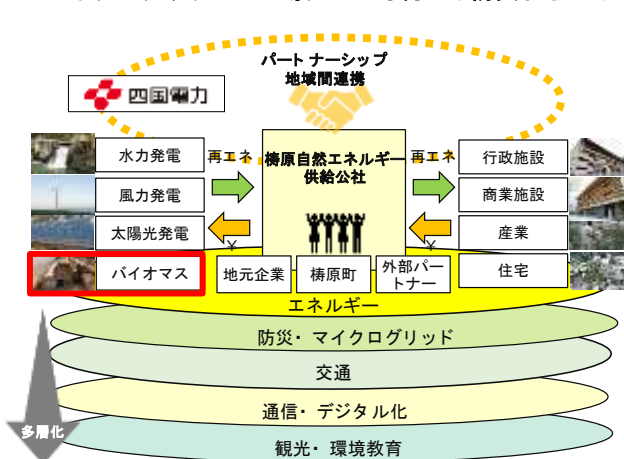 パートナーシップ
地域間連携
四国電力
水力発電
再エネ
梼原自然エネルギー
供給公社
再エネ
行政施設
風力発電
商業施設
太陽光発電
産業
¥
¥
バイオマス
地元企業
梼原町
外部パー
トナー
住宅
エネルギー
防災・マイクログリッド
交通
通信・デジタル化
多層化
観光・環境教育